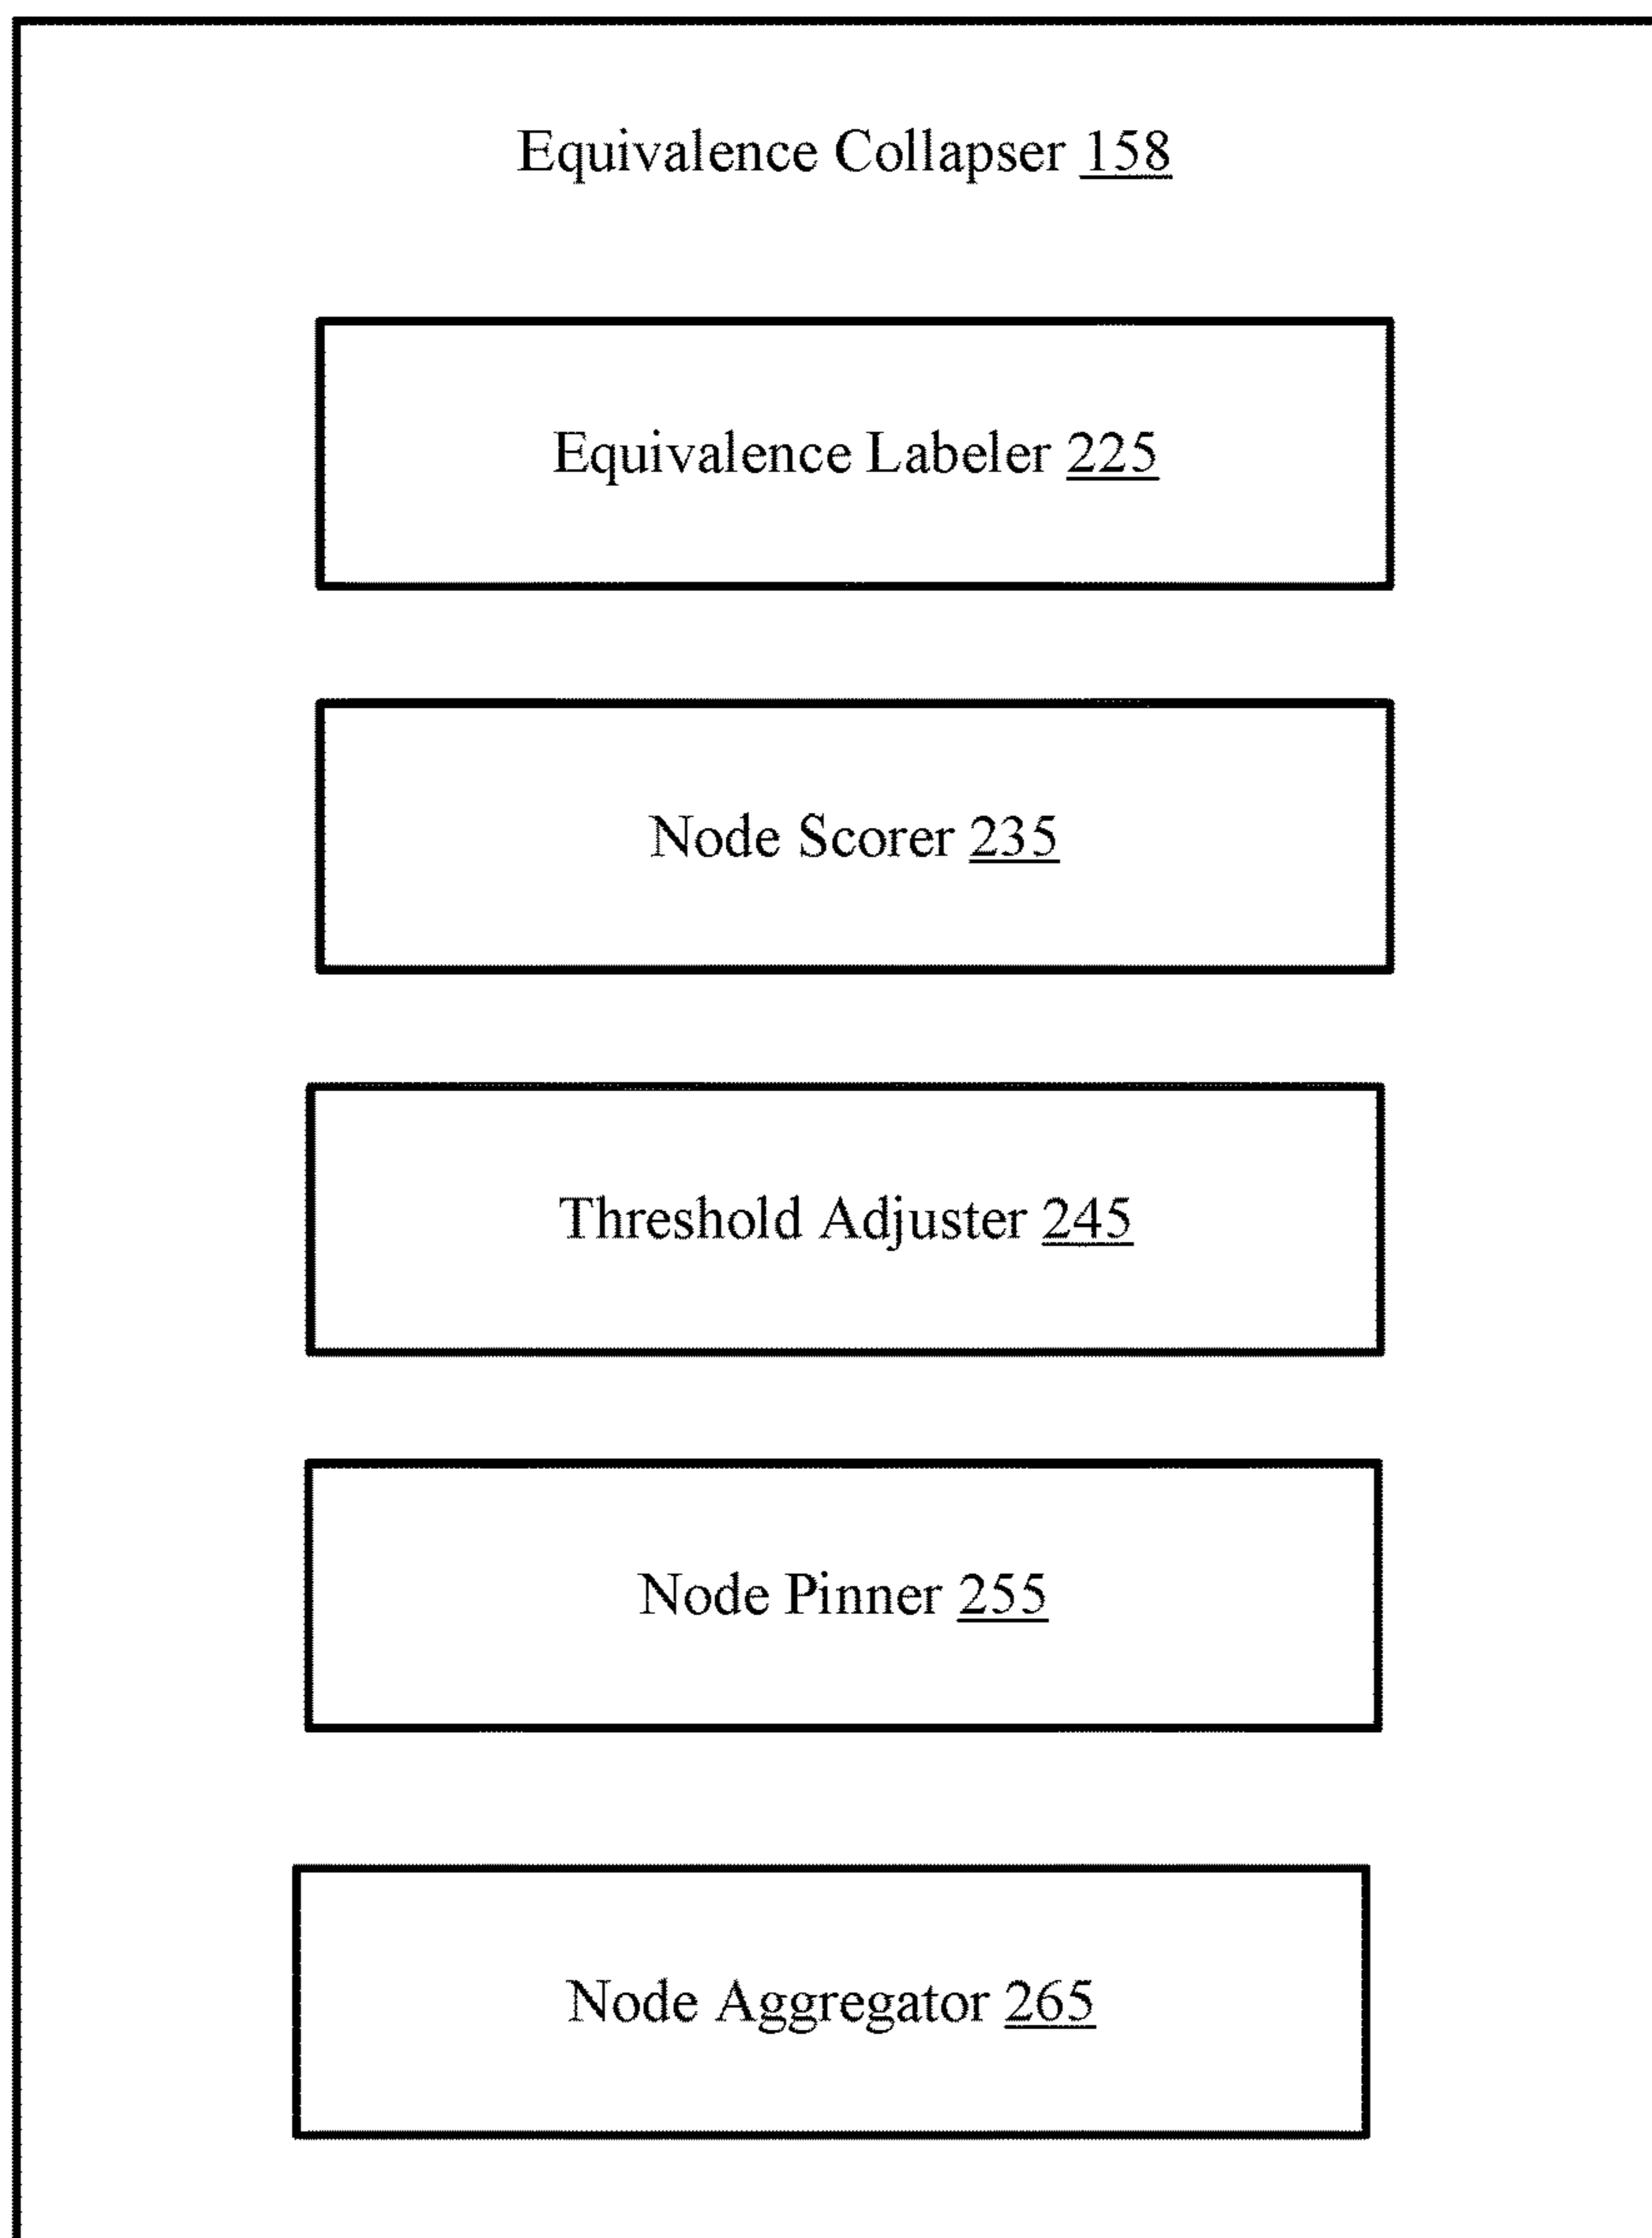 Equivalence Collapser 158
Equivalence Labeler 225
Node Scorer 235
Threshold Adjuster 245
Node Pinner 255
Node Aggregator 265